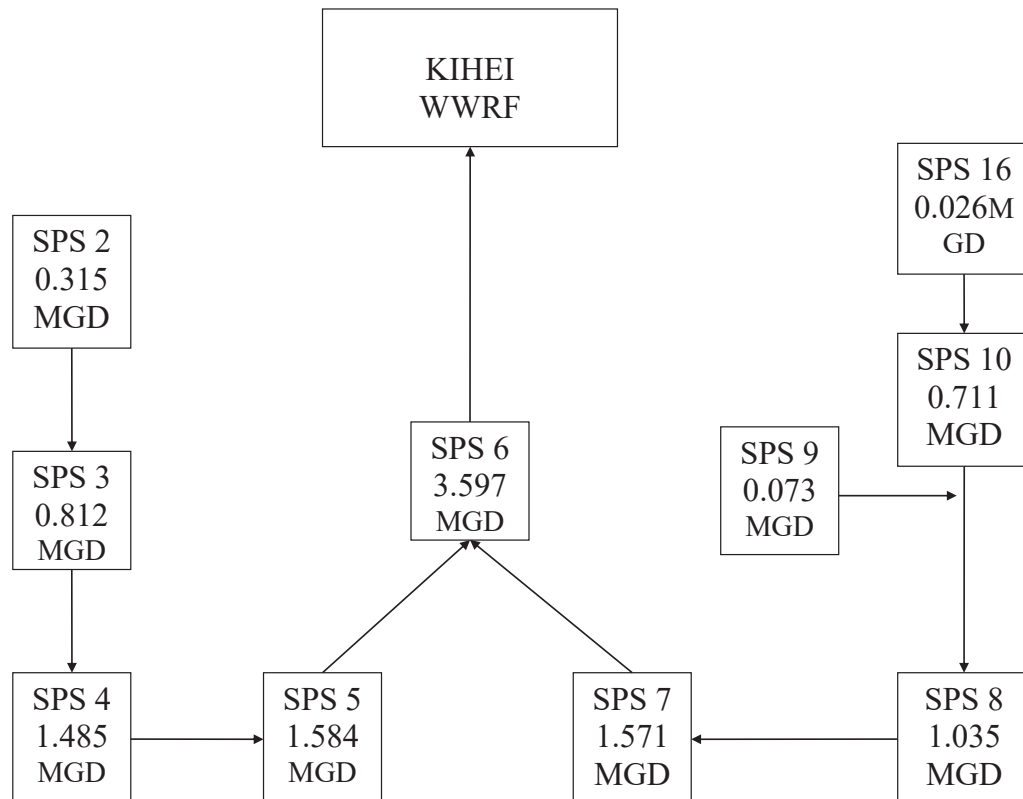 KIHEI
WWRF
SPS 16
0.026M
GD
SPS 2
0.315
MGD
SPS 10
0.711
MGD
SPS 6
3.597
MGD
SPS 9
0.073
MGD
SPS 3
0.812
MGD
SPS 4
1.485
MGD
SPS 5
1.584
MGD
SPS 7
1.571
MGD
SPS 8
1.035
MGD